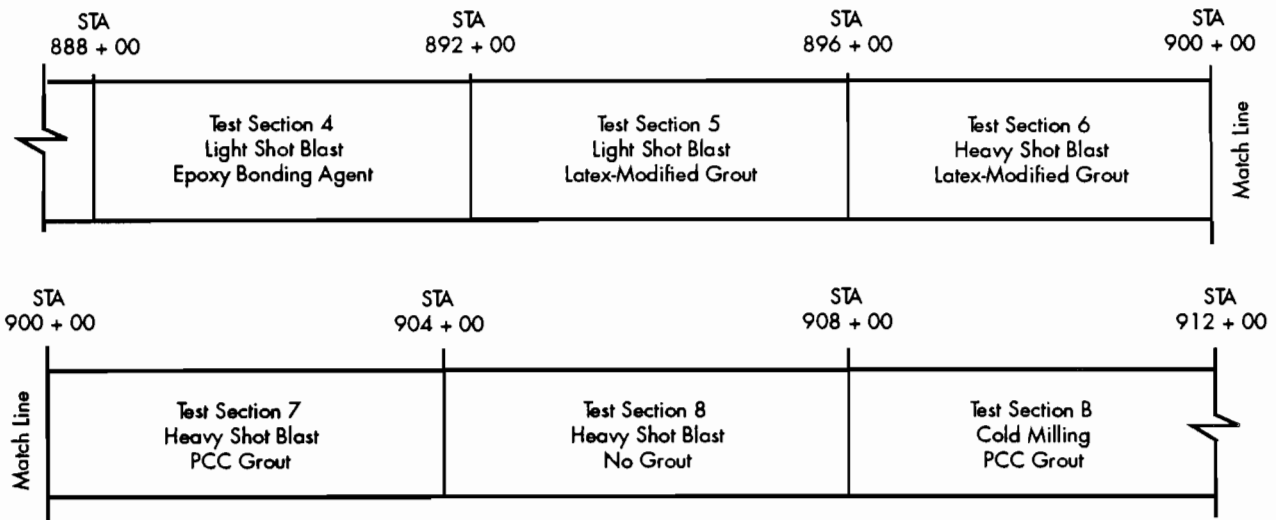 STA
888 + 00
STA
892 + 00
STA
896 + 00
STA
900 + 00
Test Section 4
Light Shot Blast
Epoxy Bonding Agent
Test Section 5
Light Shot Blast
Latex-Modified Grout
Test Section 6
Heavy Shot Blast
Latex-Modified Grout
Match Line
STA
900 + 00
STA
904 + 00
STA
908 + 00
STA
912 + 00
Match Line
Test Section 7
Heavy Shot Blast
PCC Grout
Test Section 8
Heavy Shot Blast
No Grout
Test Section B
Cold Milling
PCC Grout